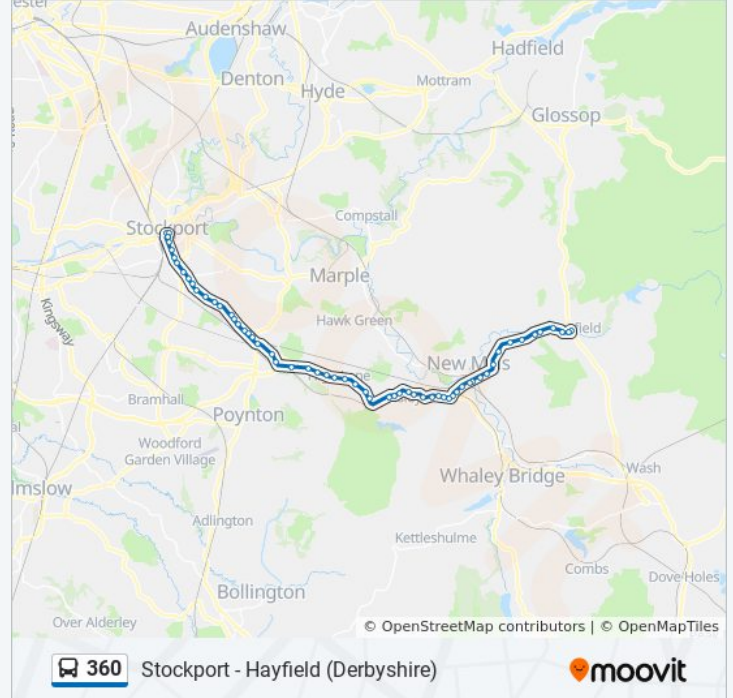 Audenshaw
Hadfield
Denton
Hyde
Mottram
Glossop
Compstall
Stockport
Marple
Kingsway
Hawk Green
New Mills
Bramhall
Poynton
Woodford
Garden Village
Whaley Bridge
Wash
Adlington
Kettleshulme
Combs
Dove Holes
Bollington
Over Alderley
© OpenStreetMap contributors | © OpenMapTiles
360 Stockport - Hayfield (Derbyshire)
moovit